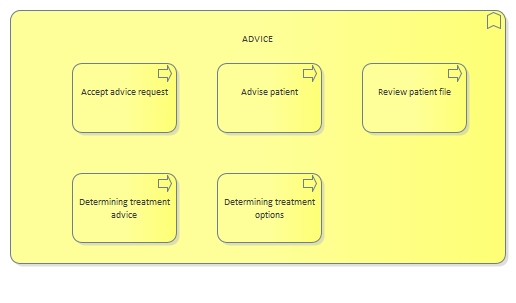 ADVICE
Accept advice request
Advise patient
Review patient file
Determining treatment
advice
Determining treatment
options